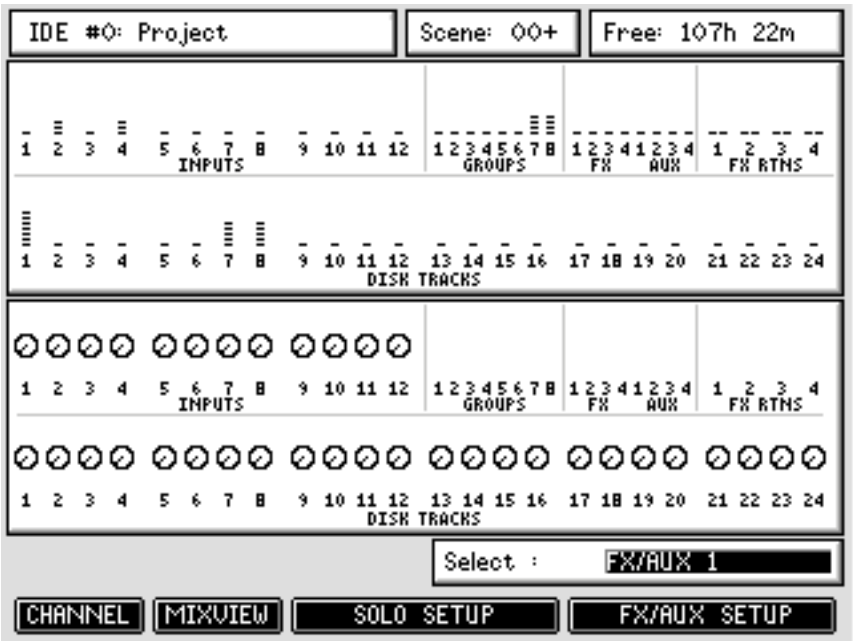 IDE #0: Project Scene: 00+ Free: 107h 22m
1 2 3 4 5 6 7 8 9 10 11 12 1 2 3 4 5 6 7 8 1 2 3 4 1 2 3 4 1 2 3 4
INPUTS GROUPS FX AUX FX RTNS
1 2 3 4 5 6 7 8 9 10 11 12 13 14 15 16 17 18 19 20 21 22 23 24
DISK TRACKS
1 2 3 4 5 6 7 8 9 10 11 12 1 2 3 4 5 6 7 8 1 2 3 4 1 2 3 4 1 2 3 4
INPUTS GROUPS FX AUX FX RTNS
1 2 3 4 5 6 7 8 9 10 11 12 13 14 15 16 17 18 19 20 21 22 23 24
DISK TRACKS
Select : FX/AUX 1
CHANNEL MIXVIEW SOLO SETUP FX/AUX SETUP